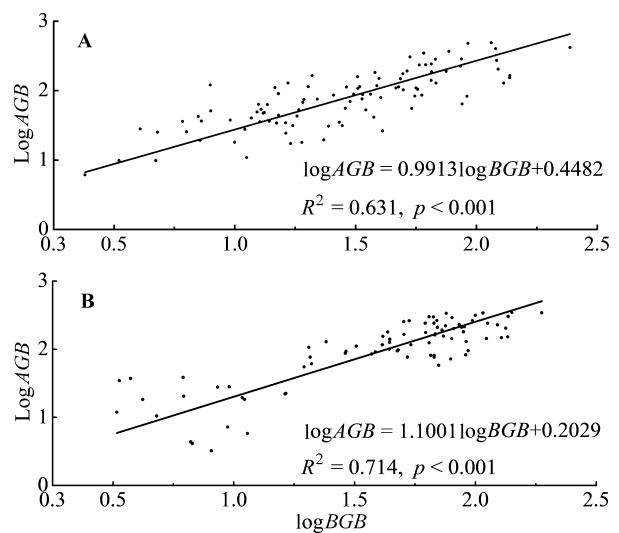 3
A
2
LogAGB
1
logAGB = 0.9913logBGB+0.4482
R² = 0.631, p < 0.001
0
0.3 0.5 1.0 1.5 2.0 2.5
3
B
2
LogAGB
1
logAGB = 1.1001logBGB+0.2029
R² = 0.714, p < 0.001
0
0.3 0.5 1.0 1.5 2.0 2.5
logBGB